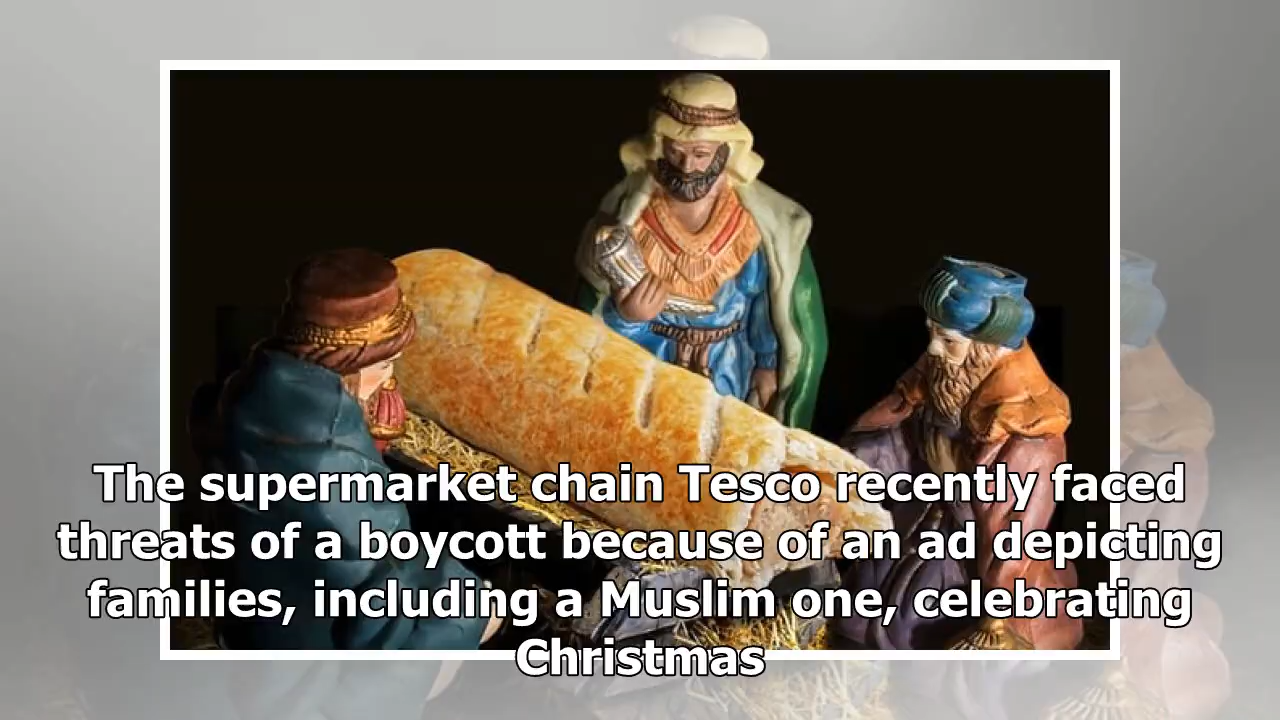 The supermarket chain Tesco recently faced
threats of a boycott because of an ad depicting
families, including a Muslim one, celebrating
Christmas